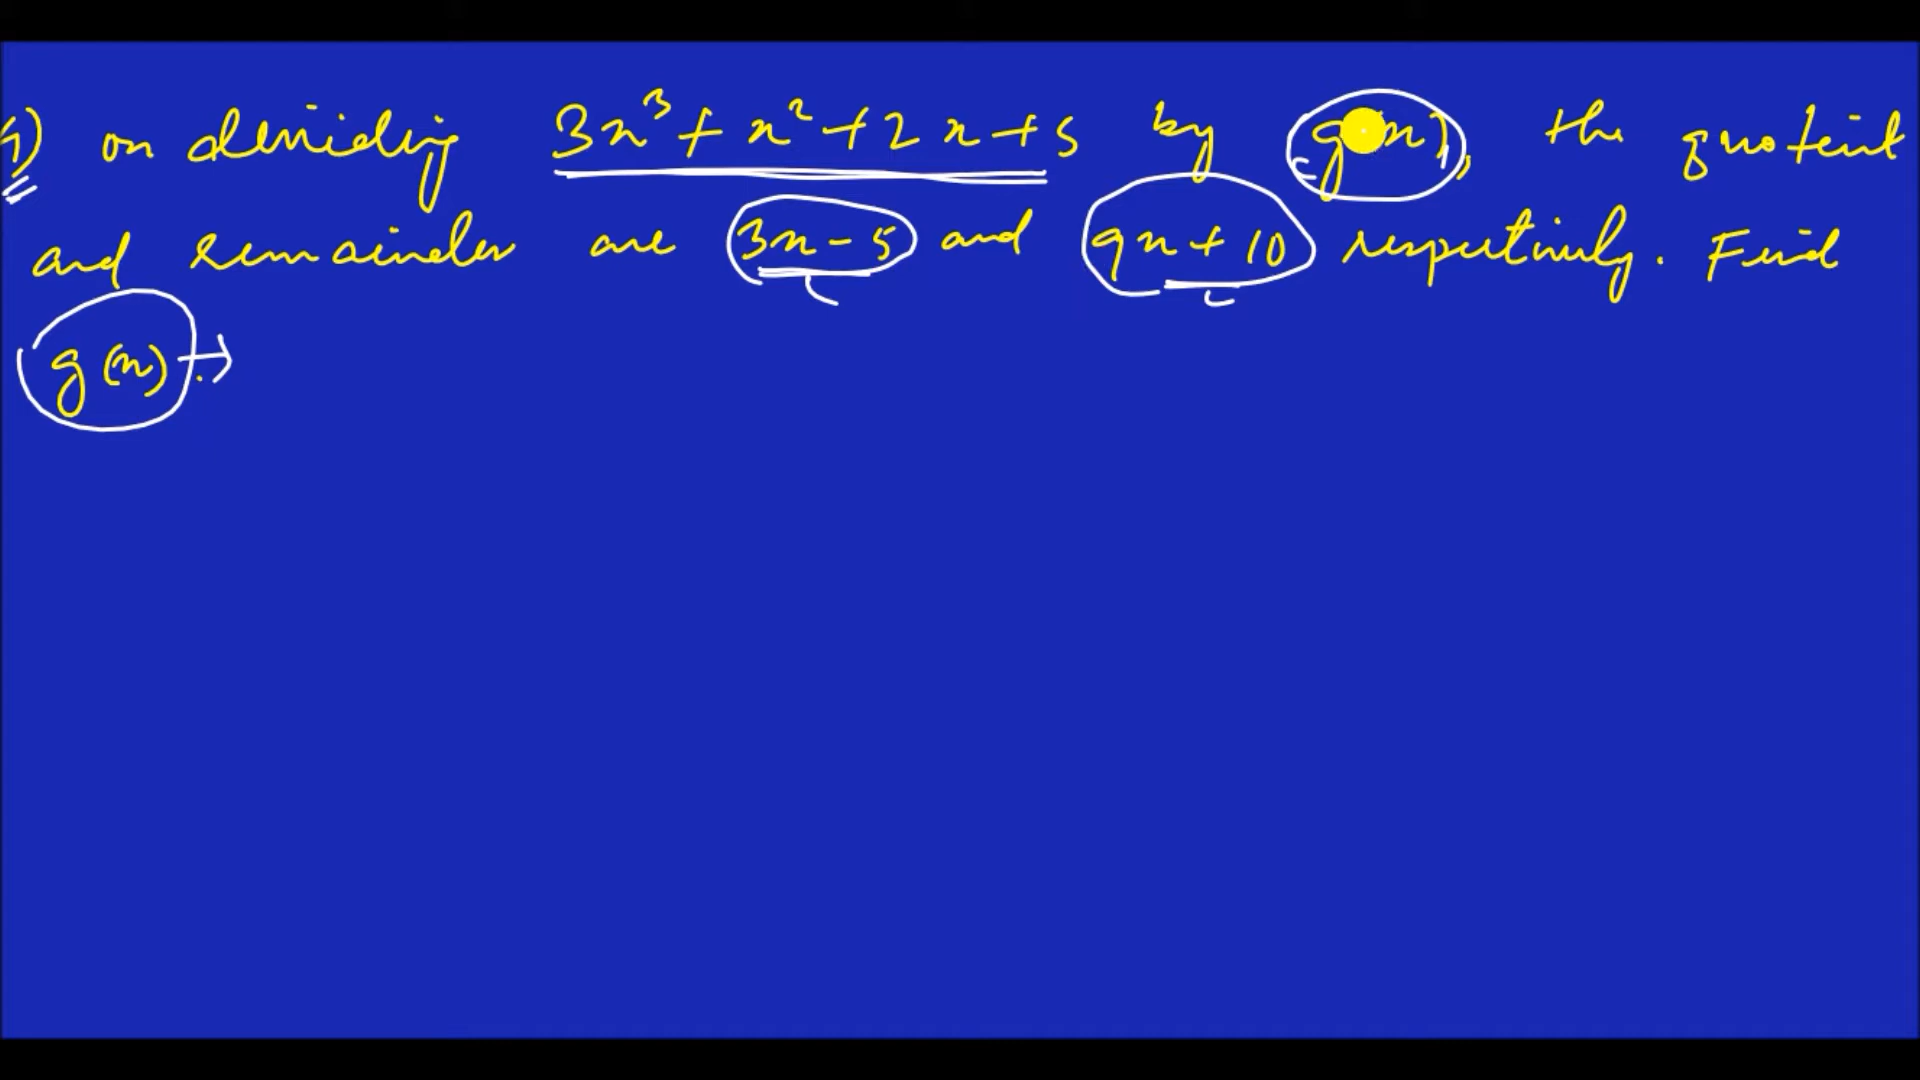 9) on dividing 3x³ + x² + 2x + 5 by g(x), the quotient
and remainder are 3x - 5 and 9x + 10 respectively. Find
g(x).